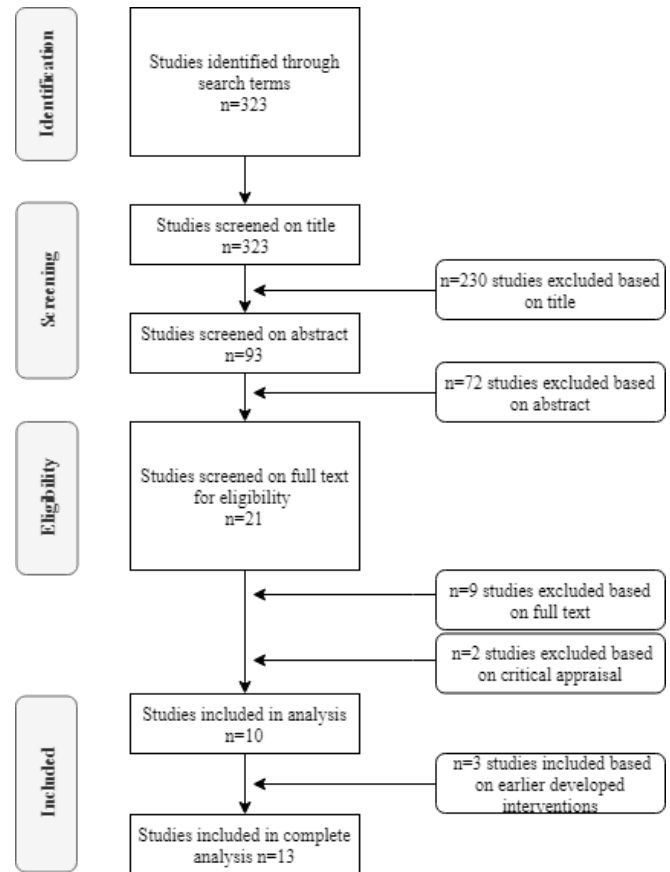 Identification
Studies identified through
search terms
n=323
Screening
Studies screened on title
n=323
n=230 studies excluded based
on title
Studies screened on abstract
n=93
n=72 studies excluded based
on abstract
Eligibility
Studies screened on full text
for eligibility
n=21
n=9 studies excluded based
on full text
n=2 studies excluded based
on critical appraisal
Included
Studies included in analysis
n=10
n=3 studies included based
on earlier developed
interventions
Studies included in complete
analysis n=13